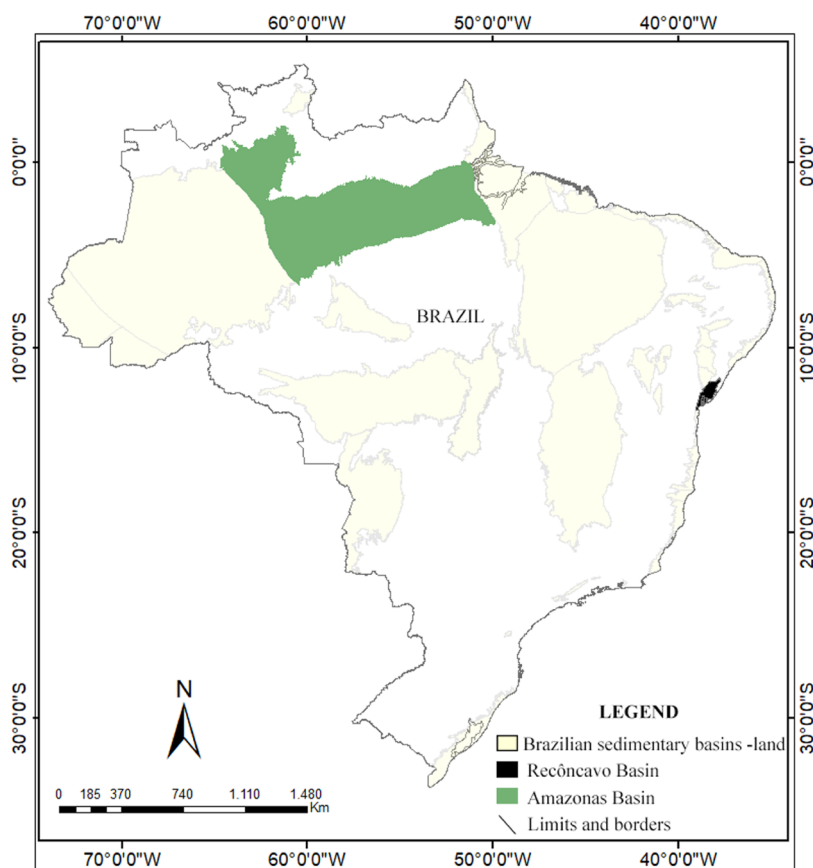 70°0'0"W 60°0'0"W 50°0'0"W 40°0'0"W
0°0'0" 0°0'0"
BRAZIL
10°0'0"S 10°0'0"S
20°0'0"S 20°0'0"S
N
LEGEND
30°0'0"S 30°0'0"S
Brazilian sedimentary basins -land
Recôncavo Basin
0 185 370 740 1.110 1.480
Km
Amazonas Basin
Limits and borders
70°0'0"W 60°0'0"W 50°0'0"W 40°0'0"W